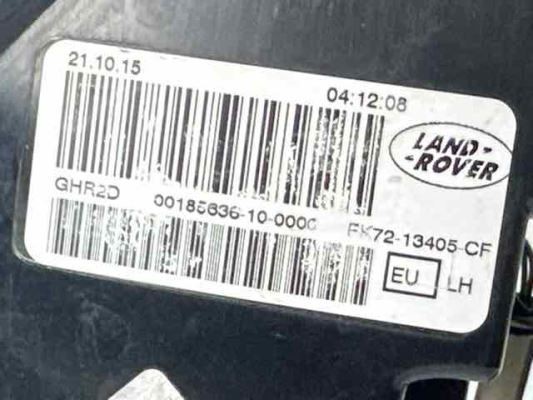 21.10.15 04:12:08
LAND-
-ROVER
GHR2D 00185636-10-0000 FK72-13405-CF
EU LH